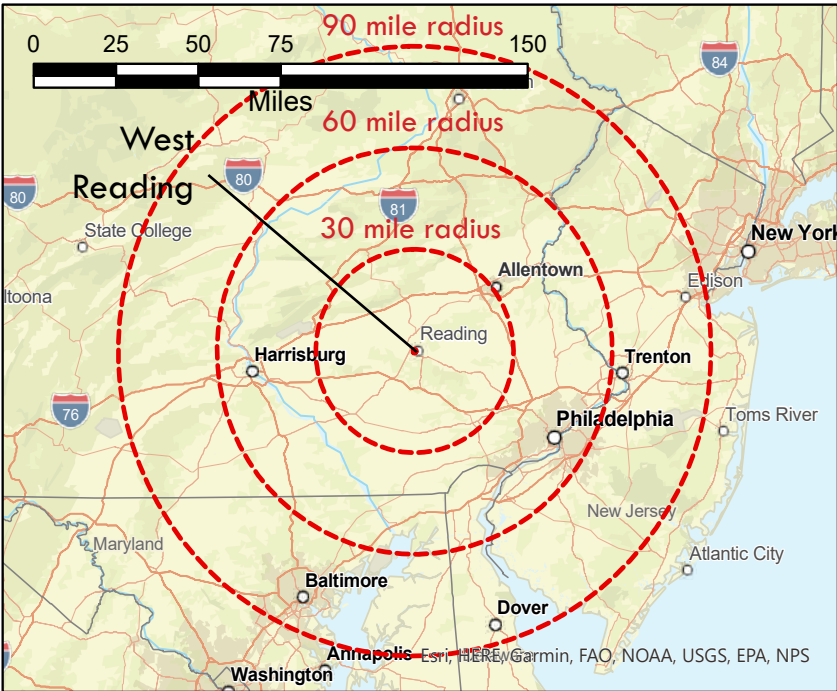 90 mile radius
0 25 50 75 150
Miles
84
60 mile radius
West
Reading
80
80
81
State College
30 mile radius
New York
Allentown
Edison
ltoona
Reading
Harrisburg
Trenton
76
Philadelphia
Toms River
New Jersey
Maryland
Atlantic City
Baltimore
Dover
Annapolis
Esri, HERE, Garmin, FAO, NOAA, USGS, EPA, NPS
Washington